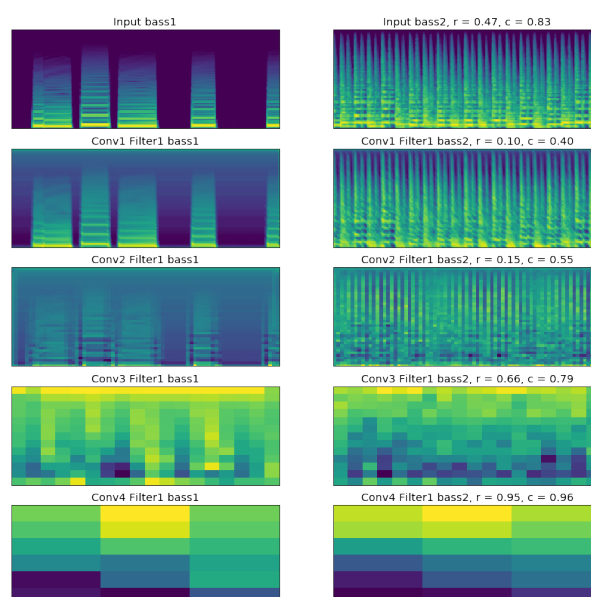 Input bass1
Input bass2, r = 0.47, c = 0.83
Conv1 Filter1 bass1
Conv1 Filter1 bass2, r = 0.10, c = 0.40
Conv2 Filter1 bass1
Conv2 Filter1 bass2, r = 0.15, c = 0.55
Conv3 Filter1 bass1
Conv3 Filter1 bass2, r = 0.66, c = 0.79
Conv4 Filter1 bass1
Conv4 Filter1 bass2, r = 0.95, c = 0.96